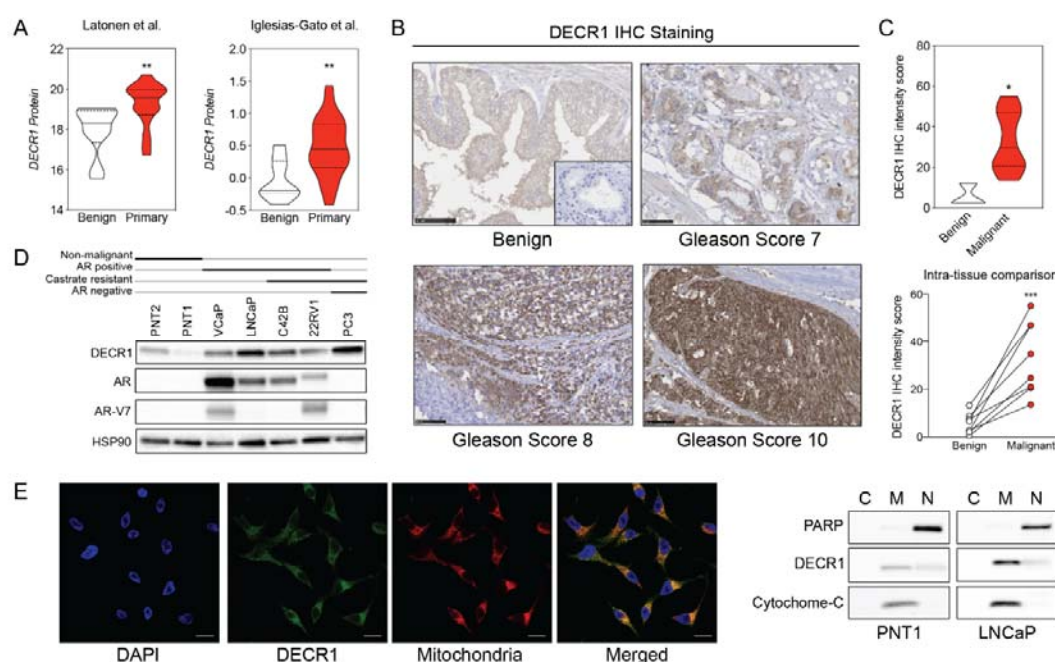 A
Latonen et al.
Iglesias-Gato et al.
DECR1 Protein
20
18
16
14
**
Benign
Primary
DECR1 Protein
2.0
1.5
1.0
0.5
0.0
-0.5
**
Benign
Primary
B
DECR1 IHC Staining
Benign
Gleason Score 7
Gleason Score 8
Gleason Score 10
C
DECR1 IHC intensity score
60
40
20
0
*
Benign
Malignant
Intra-tissue comparison
DECR1 IHC intensity score
60
40
20
0
***
Benign
Malignant
D
Non-malignant
AR positive
Castrate resistant
AR negative
PNT2
PNT1
VCaP
LNCaP
C42B
22RV1
PC3
DECR1
AR
AR-V7
HSP90
E
DAPI
DECR1
Mitochondria
Merged
C M N
C M N
PARP
DECR1
Cytochome-C
PNT1
LNCaP